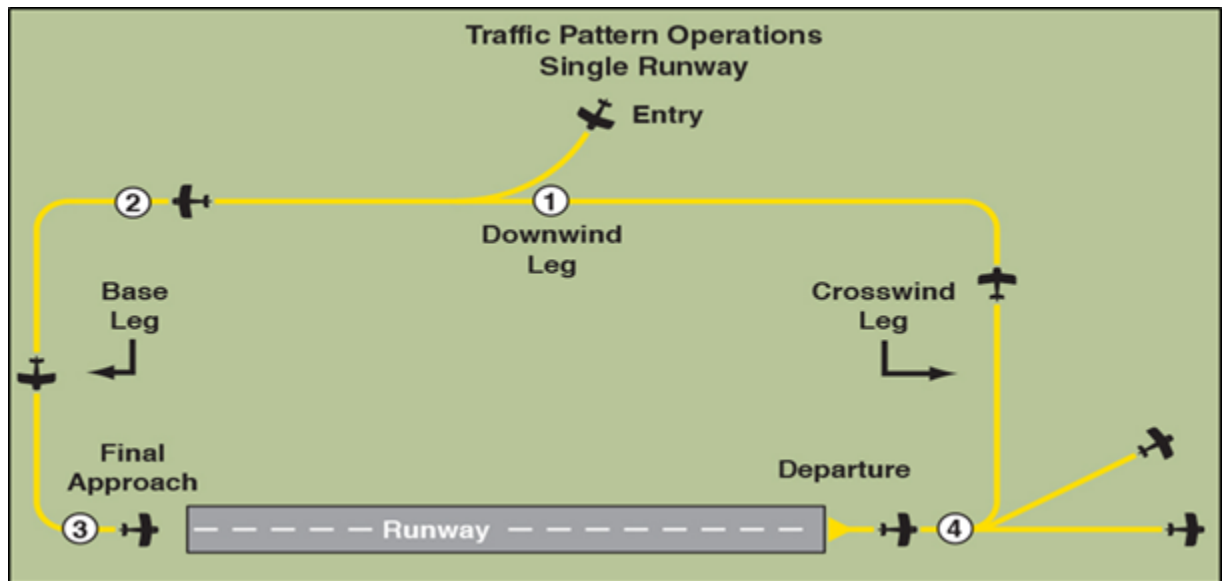 Traffic Pattern Operations
Single Runway
Entry
2
1
Downwind
Leg
Base
Leg
Crosswind
Leg
Final
Approach
Departure
3
Runway
4